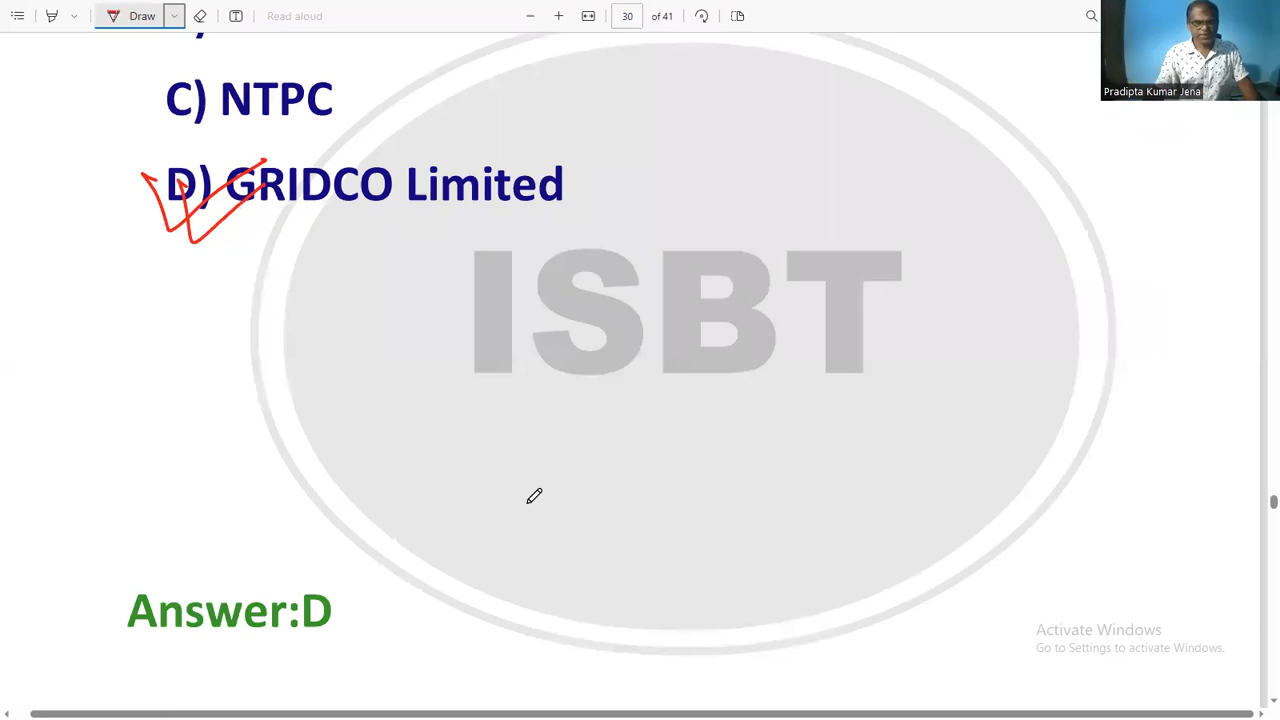 Draw
Read aloud
30
of 41
Pradipta Kumar Jena
C) NTPC
D) GRIDCO Limited
ISBT
Answer:D
Activate Windows
Go to Settings to activate Windows.